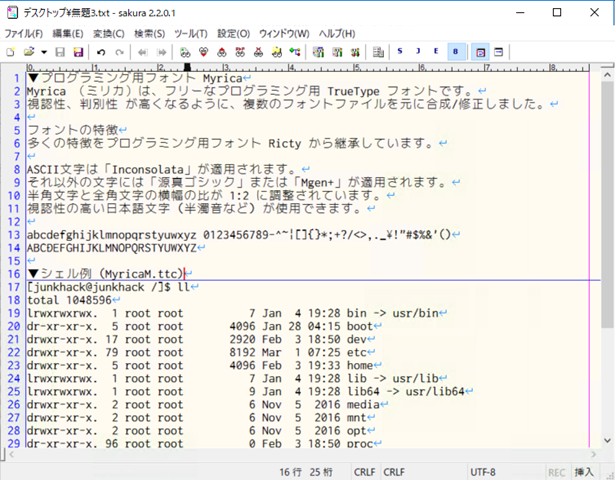 デスクトップ¥無題3.txt - sakura 2.2.0.1
ファイル(F) 編集(E) 変換(C) 検索(S) ツール(T) 設定(O) ウィンドウ(W) ヘルプ(H)
S J E B
0 1 2 3 4 5 6 7
1 ▼プログラミング用フォント Myrica↵
2 Myrica （ミリカ）は、フリーなプログラミング用 TrueType フォントです。↵
3 視認性、判別性 が高くなるように、複数のフォントファイルを元に合成/修正しました。↵
4 ↵
5 フォントの特徴↵
6 多くの特徴をプログラミング用フォント Ricty から継承しています。↵
7 ↵
8 ASCII文字は「Inconsolata」が適用されます。↵
9 それ以外の文字には「源真ゴシック」または「Mgen+」が適用されます。↵
10 半角文字と全角文字の横幅の比が 1:2 に調整されています。↵
11 視認性の高い日本語文字（半濁音など）が使用できます。↵
12 ↵
13 abcdefghijklmnopqrstuvwxyz 0123456789-^~¦[]{}*;+?/<>,._¥!"#$%&'()↵
14 ABCDEFGHIJKLMNOPQRSTUVWXYZ↵
15 ↵
16 ▼シェル例 (MyricaM.ttc)↵
17 [junkhack@junkhack /]$ ll↵
18 total 1048596↵
19 lrwxrwxrwx. 1 root root 7 Jan 4 19:28 bin -> usr/bin↵
20 dr-xr-xr-x. 5 root root 4096 Jan 28 04:15 boot↵
21 drwxr-xr-x. 17 root root 2920 Feb 3 18:50 dev↵
22 drwxr-xr-x. 79 root root 8192 Mar 1 07:25 etc↵
23 drwxr-xr-x. 5 root root 4096 Feb 3 19:33 home↵
24 lrwxrwxrwx. 1 root root 7 Jan 4 19:28 lib -> usr/lib↵
25 lrwxrwxrwx. 1 root root 9 Jan 4 19:28 lib64 -> usr/lib64↵
26 drwxr-xr-x. 2 root root 6 Nov 5 2016 media↵
27 drwxr-xr-x. 2 root root 6 Nov 5 2016 mnt↵
28 drwxr-xr-x. 2 root root 6 Nov 5 2016 opt↵
29 dr-xr-xr-x. 96 root root 0 Feb 3 18:50 proc↵
16 行 25 桁 CRLF CRLF UTF-8 REC 挿入